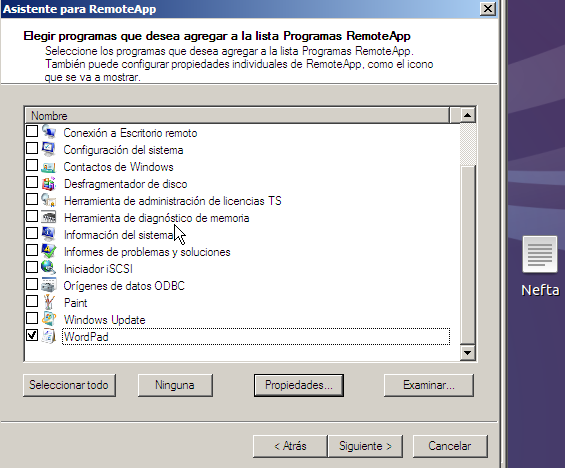 Asistente para RemoteApp
Elegir programas que desea agregar a la lista Programas RemoteApp
Seleccione los programas que desea agregar a la lista Programas RemoteApp.
También puede configurar propiedades individuales de RemoteApp, como el icono
que se va a mostrar.
Nombre
Conexión a Escritorio remoto
Configuración del sistema
Contactos de Windows
Desfragmentador de disco
Herramienta de administración de licencias TS
Herramienta de diagnóstico de memoria
Información del sistema
Informes de problemas y soluciones
Iniciador iSCSI
Orígenes de datos ODBC
Paint
Windows Update
WordPad
Seleccionar todo
Ninguna
Propiedades...
Examinar...
< Atrás
Siguiente >
Cancelar
Nefta